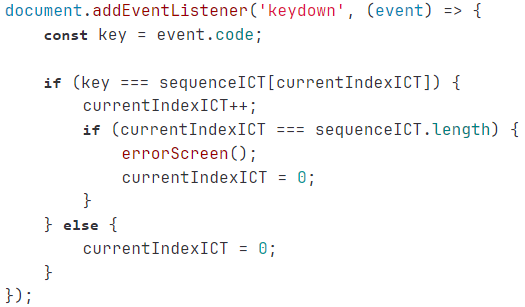 document.addEventListener('keydown', (event) => {
    const key = event.code;

    if (key === sequenceICT[currentIndexICT]) {
        currentIndexICT++;
        if (currentIndexICT === sequenceICT.length) {
            errorScreen();
            currentIndexICT = 0;
        }
    } else {
        currentIndexICT = 0;
    }
});